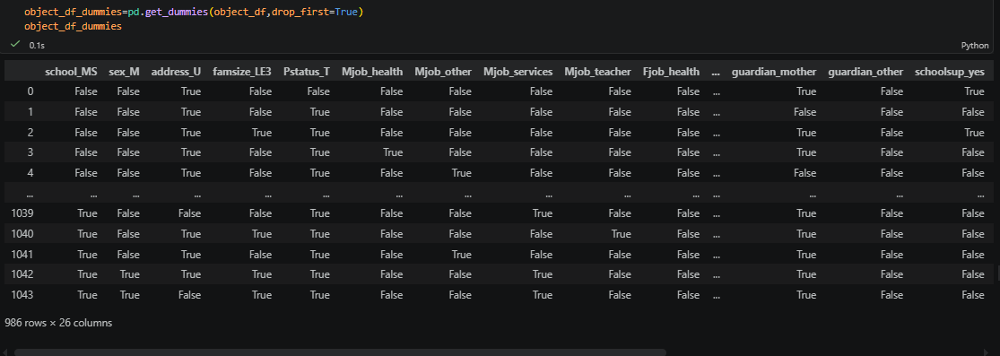 object_df_dummies=pd.get_dummies(object_df,drop_first=True)
object_df_dummies
0.1s Python
school_MS sex_M address_U famsize_LE3 Pstatus_T Mjob_health Mjob_other Mjob_services Mjob_teacher Fjob_health ... guardian_mother guardian_other schoolsup_yes
0 False False True False False False False False False False ... True False True
1 False False True False True False False False False False ... False False False
2 False False True True True False False False False False ... True False True
3 False False True False True True False False False False ... True False False
4 False False True False True False True False False False ... False False False
... ... ... ... ... ... ... ... ... ... ... ... ... ... ...
1039 True False False False True False False True False False ... True False False
1040 True False True True True False False False True False ... True False False
1041 True False True False True False True False False False ... True False False
1042 True True True True True False False True False False ... True False False
1043 True True False True True False False True False False ... True False False
986 rows × 26 columns